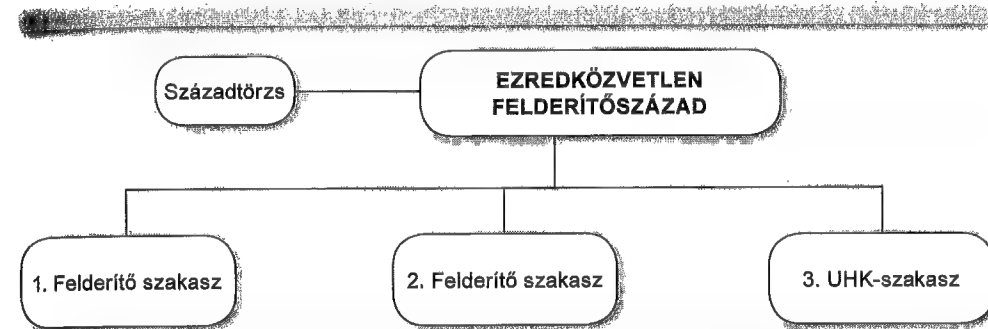 Századtörzs
EZREDKÖZVETLEN
FELDERÍTŐSZÁZAD
1. Felderítő szakasz
2. Felderítő szakasz
3. UHK-szakasz